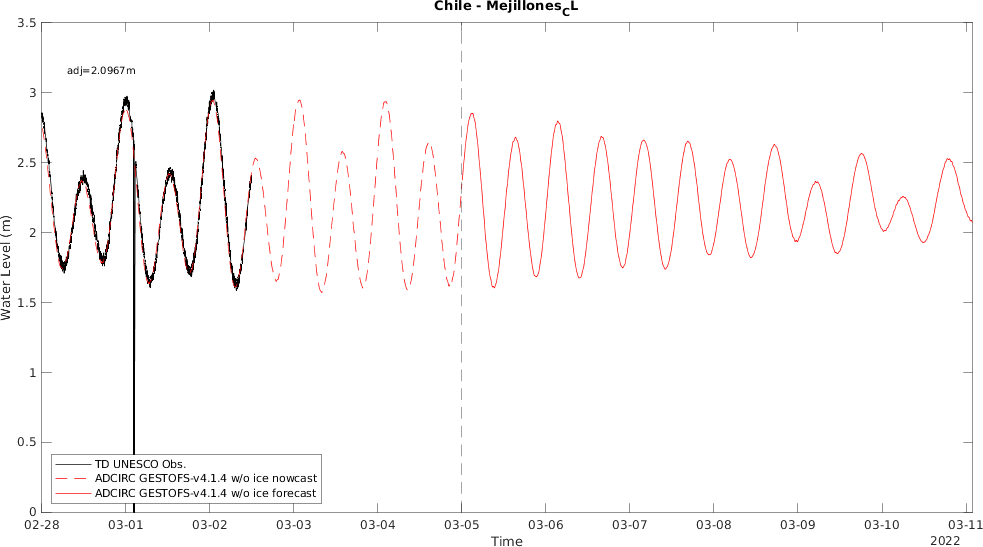 Chile - Mejillones_CL
adj=2.0967m
3.5
3
2.5
2
1.5
1
0.5
0
Water Level (m)
TD UNESCO Obs.
ADCIRC GESTOFS-v4.1.4 w/o ice nowcast
ADCIRC GESTOFS-v4.1.4 w/o ice forecast
02-28 03-01 03-02 03-03 03-04 03-05 03-06 03-07 03-08 03-09 03-10 03-11
Time
2022